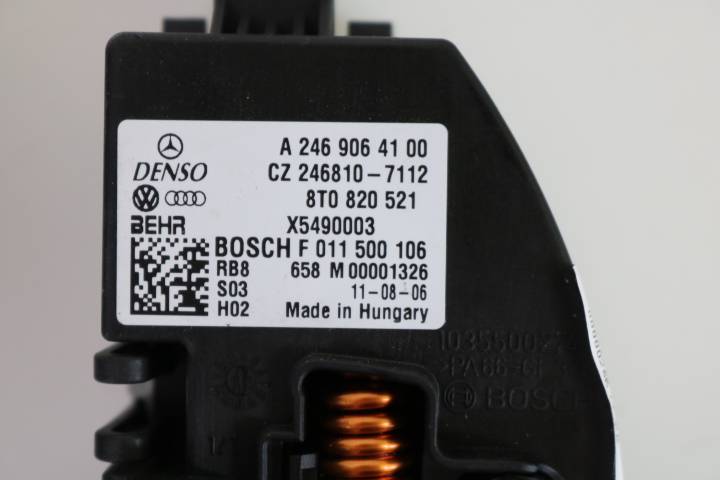 A 246 906 41 00
DENSO CZ 246810-7112
8T0 820 521
BEHR X5490003
BOSCH F 011 500 106
RB8 658 M 00001326
S03 11-08-06
H02 Made in Hungary
>PA66-GF
BOSCH